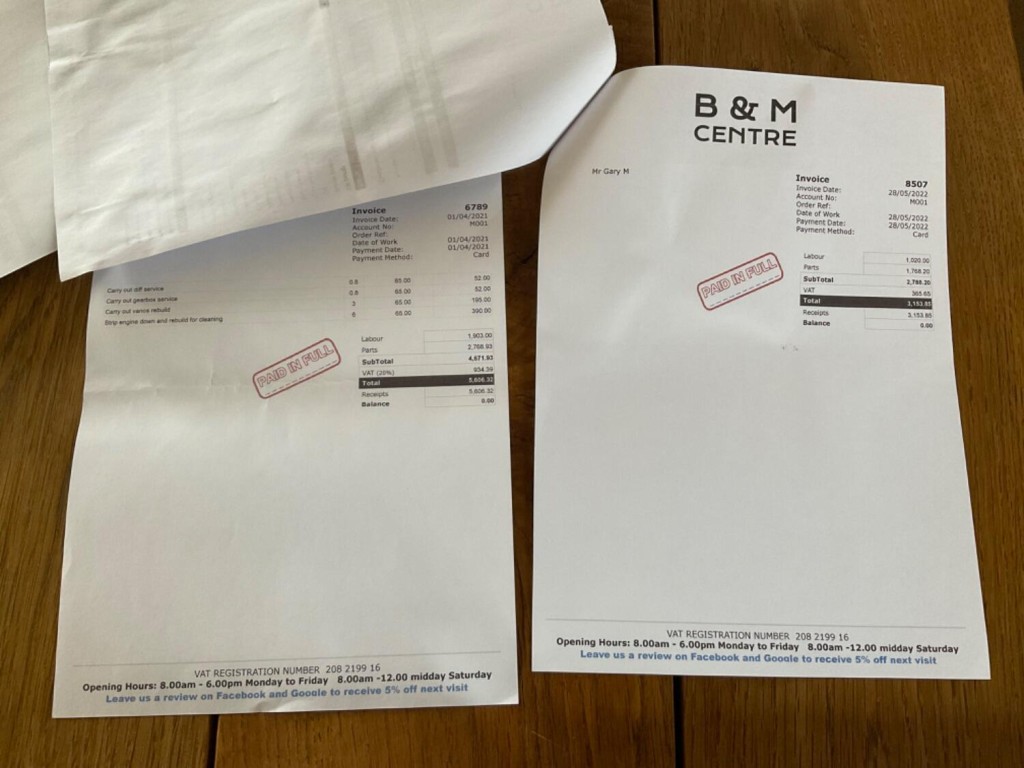 Invoice 6789
Invoice Date: 01/04/2021
Account No: M001
Order Ref:
Date of Work 01/04/2021
Payment Date: 01/04/2021
Payment Method: Card
Carry out diff service 0.8 65.00 52.00
Carry out gearbox service 0.8 65.00 52.00
Carry out vanos rebuild 3 65.00 195.00
Strip engine down and rebuild for cleaning 6 65.00 390.00
Labour 1,903.00
Parts 2,768.93
SubTotal 4,671.93
VAT (20%) 934.39
Total 5,606.32
Receipts 5,606.32
Balance 0.00
PAID IN FULL
VAT REGISTRATION NUMBER 208 2199 16
Opening Hours: 8.00am - 6.00pm Monday to Friday 8.00am -12.00 midday Saturday
Leave us a review on Facebook and Google to receive 5% off next visit
B & M
CENTRE
Mr Gary M
Invoice 8507
Invoice Date: 28/05/2022
Account No: M001
Order Ref:
Date of Work 28/05/2022
Payment Date: 28/05/2022
Payment Method: Card
Labour 1,020.00
Parts 1,768.20
SubTotal 2,788.20
VAT 365.65
Total 3,153.85
Receipts 3,153.85
Balance 0.00
PAID IN FULL
VAT REGISTRATION NUMBER 208 2199 16
Opening Hours: 8.00am - 6.00pm Monday to Friday 8.00am -12.00 midday Saturday
Leave us a review on Facebook and Google to receive 5% off next visit